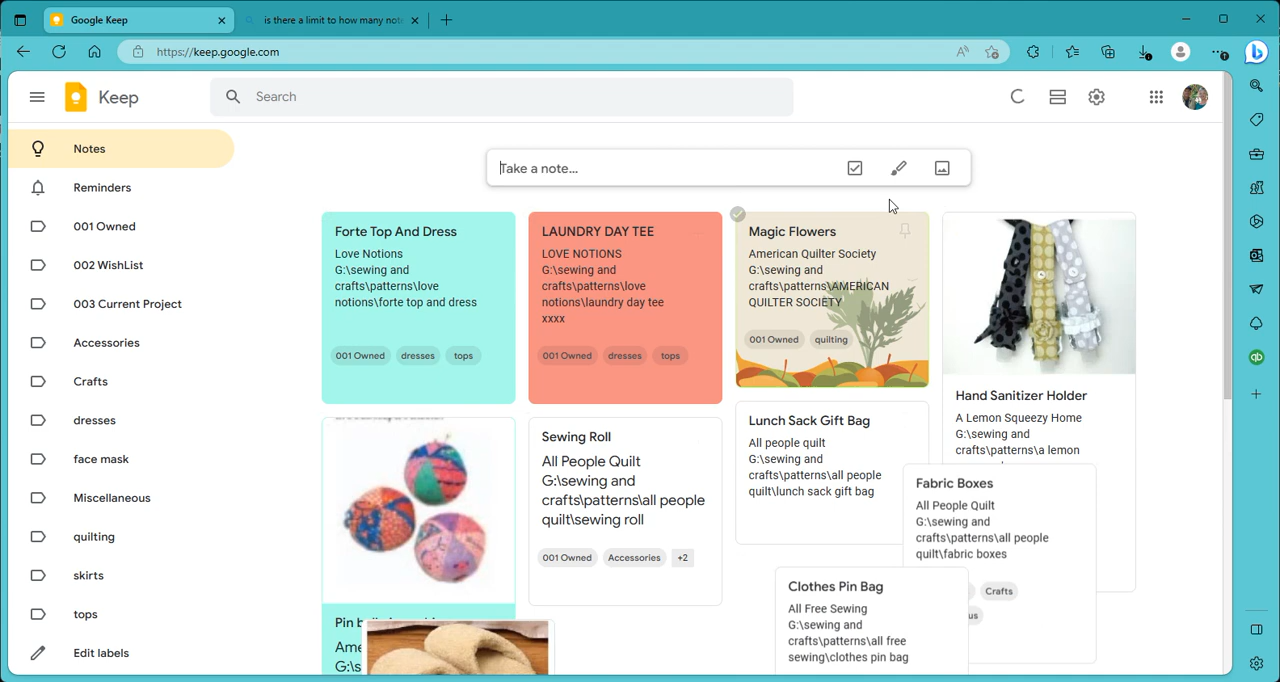 Google Keep
is there a limit to how many note
https://keep.google.com
Keep
Search
Notes
Reminders
001 Owned
002 WishList
003 Current Project
Accessories
Crafts
dresses
face mask
Miscellaneous
quilting
skirts
tops
Edit labels
Take a note...
Forte Top And Dress
Love Notions
G:\sewing and
crafts\patterns\love
notions\forte top and dress
001 Owned
dresses
tops
LAUNDRY DAY TEE
LOVE NOTIONS
G:\sewing and
crafts\patterns\love
notions\laundry day tee
xxxx
001 Owned
dresses
tops
Magic Flowers
American Quilter Society
G:\sewing and
crafts\patterns\AMERICAN
QUILTER SOCIETY
001 Owned
quilting
Hand Sanitizer Holder
A Lemon Squeezy Home
G:\sewing and
crafts\patterns\a lemon
Pin b
Ame
G:\s
Sewing Roll
All People Quilt
G:\sewing and
crafts\patterns\all people
quilt\sewing roll
001 Owned
Accessories
+2
Lunch Sack Gift Bag
All people quilt
G:\sewing and
crafts\patterns\all people
quilt\lunch sack gift bag
Fabric Boxes
All People Quilt
G:\sewing and
crafts\patterns\all people
quilt\fabric boxes
Crafts
us
Clothes Pin Bag
All Free Sewing
G:\sewing and
crafts\patterns\all free
sewing\clothes pin bag